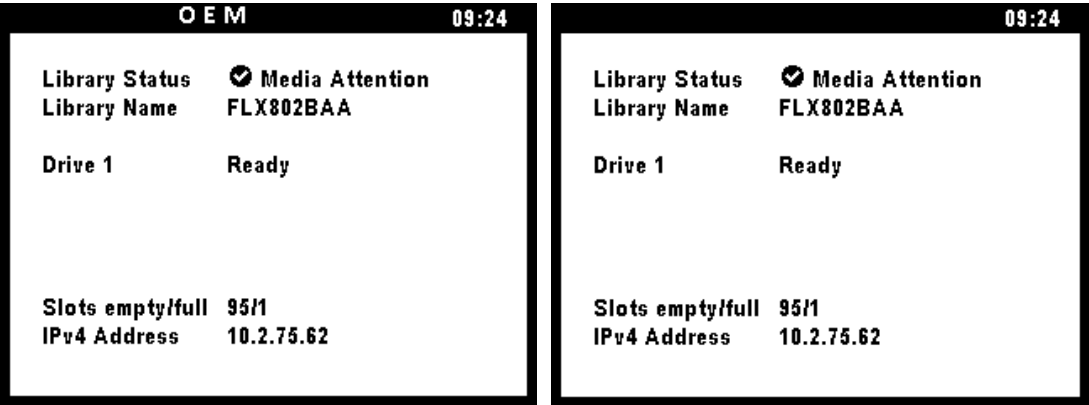 OEM 09:24
Library Status Media Attention
Library Name FLX802BAA
Drive 1 Ready
Slots empty/full 95/1
IPv4 Address 10.2.75.62
09:24
Library Status Media Attention
Library Name FLX802BAA
Drive 1 Ready
Slots empty/full 95/1
IPv4 Address 10.2.75.62